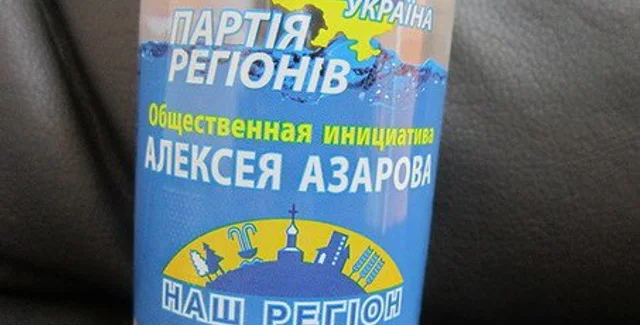 УКРАЇНА
ПАРТІЯ
РЕГІОНІВ
Общественная инициатива
АЛЕКСЕЯ АЗАРОВА
НАШ РЕГІОН